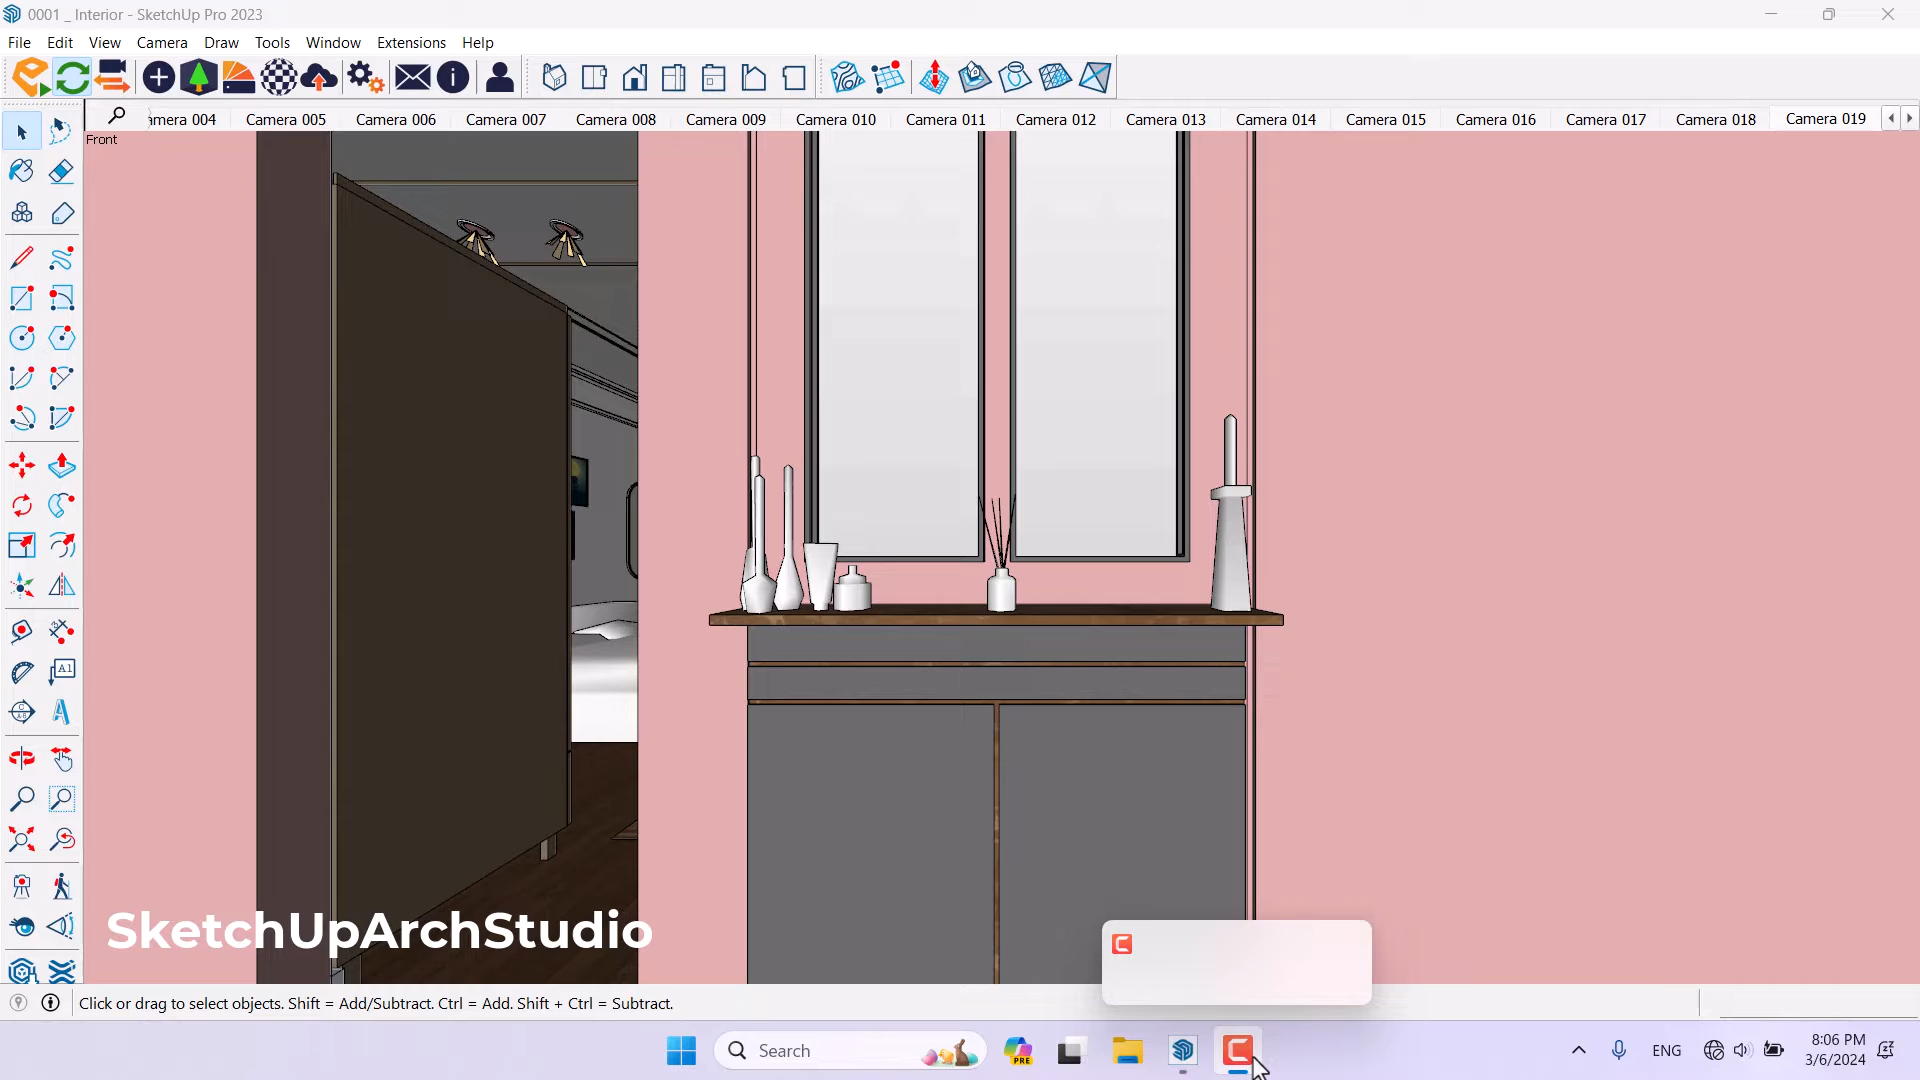 0001 _ Interior - SketchUp Pro 2023
File Edit View Camera Draw Tools Window Extensions Help
mera 004 Camera 005 Camera 006 Camera 007 Camera 008 Camera 009 Camera 010 Camera 011 Camera 012 Camera 013 Camera 014 Camera 015 Camera 016 Camera 017 Camera 018 Camera 019
Front
A1
A
SketchUpArchStudio
Click or drag to select objects. Shift = Add/Subtract. Ctrl = Add. Shift + Ctrl = Subtract.
Search
PRE
ENG
8:06 PM
3/6/2024